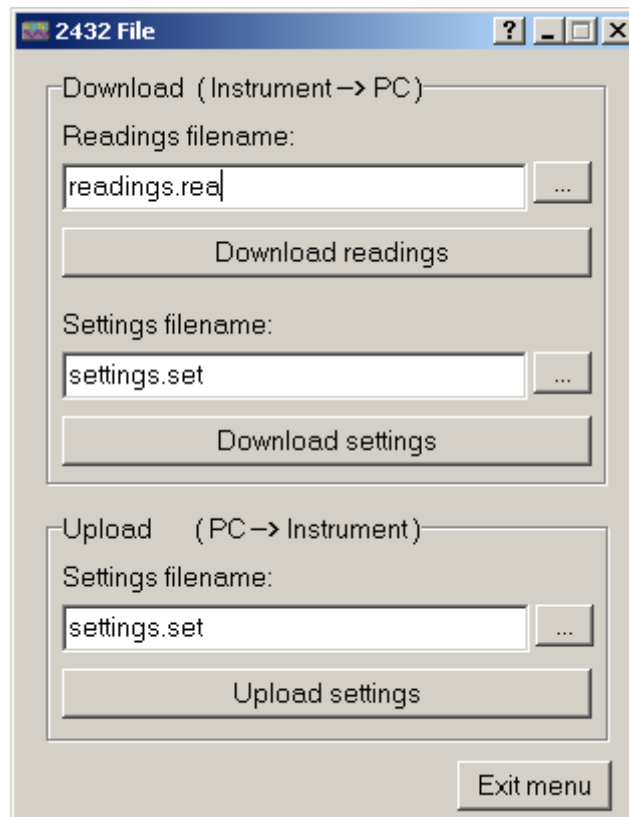 2432 File
Download (Instrument–> PC)
Readings filename:
readings.rea
...
Download readings
Settings filename:
settings.set
...
Download settings
Upload (PC–> Instrument)
Settings filename:
settings.set
...
Upload settings
Exit menu